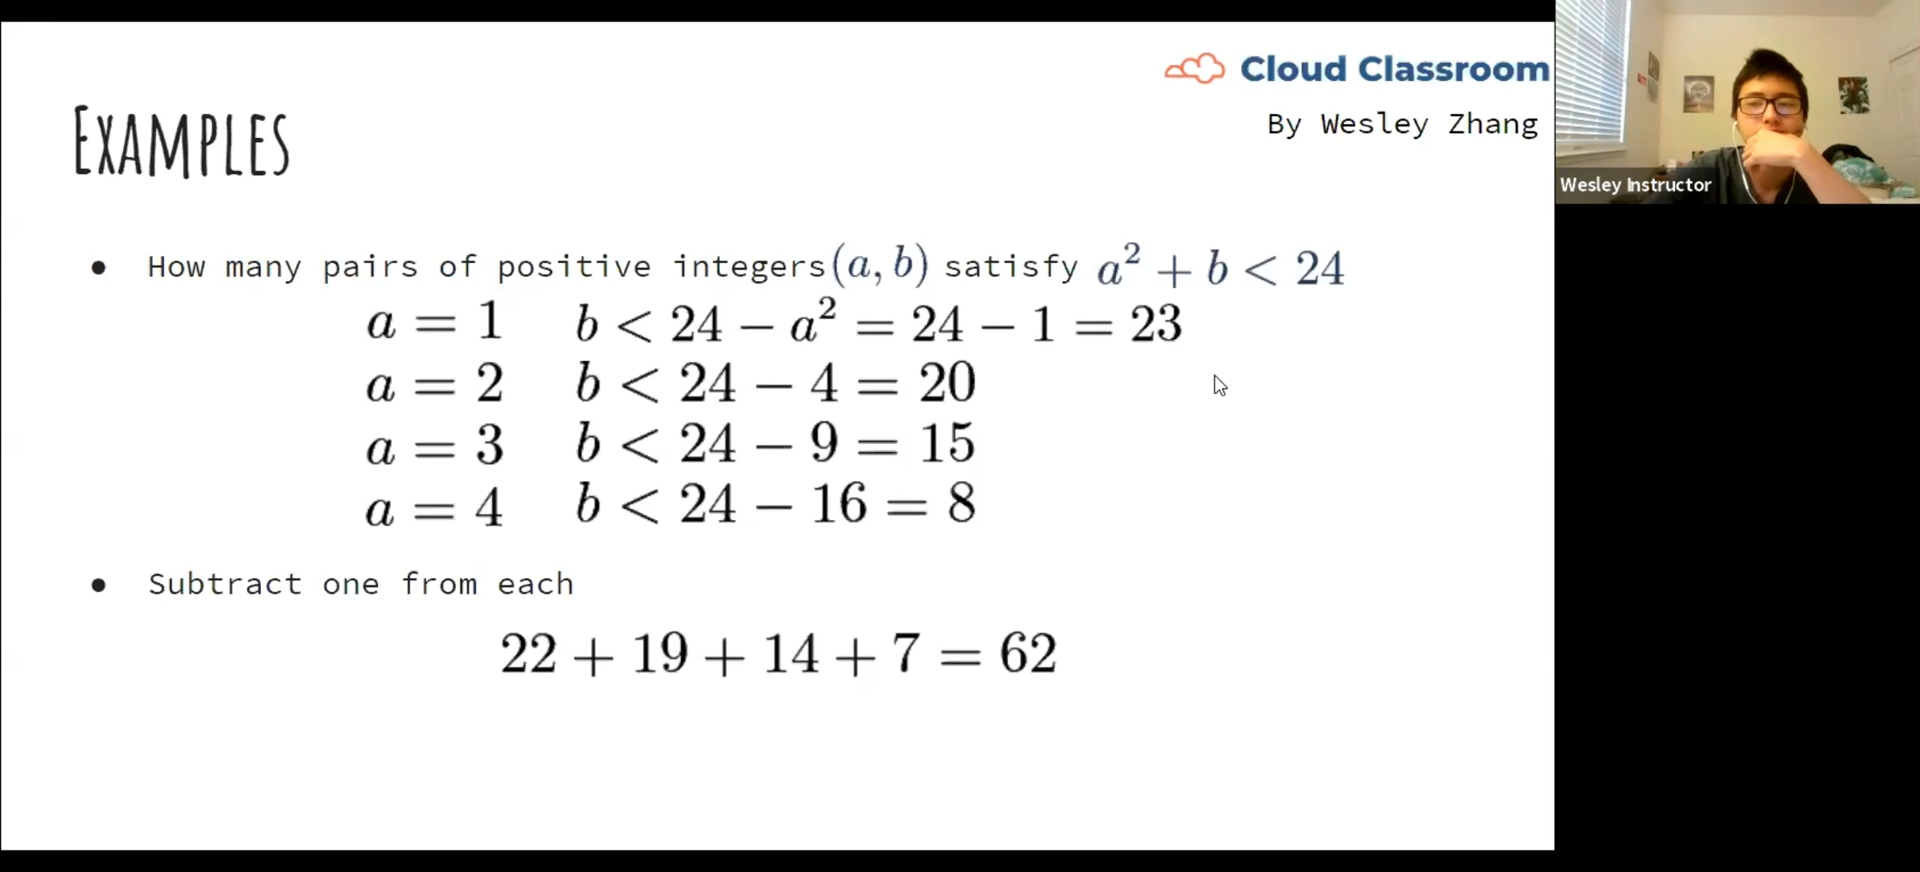 Cloud Classroom
By Wesley Zhang
EXAMPLES
Wesley Instructor
● How many pairs of positive integers (a, b) satisfy a² + b < 24
a = 1 b < 24 − a² = 24 − 1 = 23
a = 2 b < 24 − 4 = 20
a = 3 b < 24 − 9 = 15
a = 4 b < 24 − 16 = 8
● Subtract one from each
22 + 19 + 14 + 7 = 62